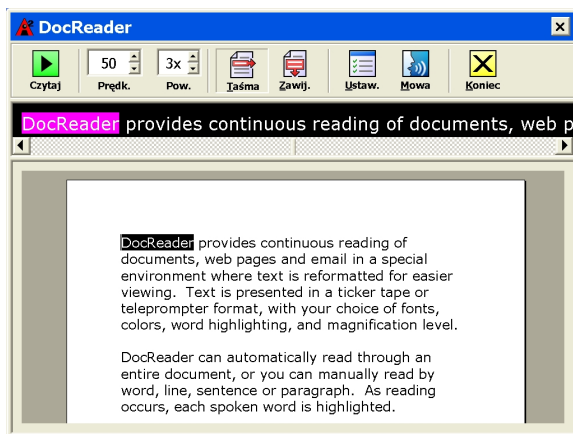 DocReader
50
3x
Czytaj
Prędk.
Pow.
Taśma
Zawij.
Ustaw.
Mowa
Koniec
DocReader provides continuous reading of documents, web p
DocReader provides continuous reading of
documents, web pages and email in a special
environment where text is reformatted for easier
viewing.  Text is presented in a ticker tape or
teleprompter format, with your choice of fonts,
colors, word highlighting, and magnification level.
DocReader can automatically read through an
entire document, or you can manually read by
word, line, sentence or paragraph.  As reading
occurs, each spoken word is highlighted.